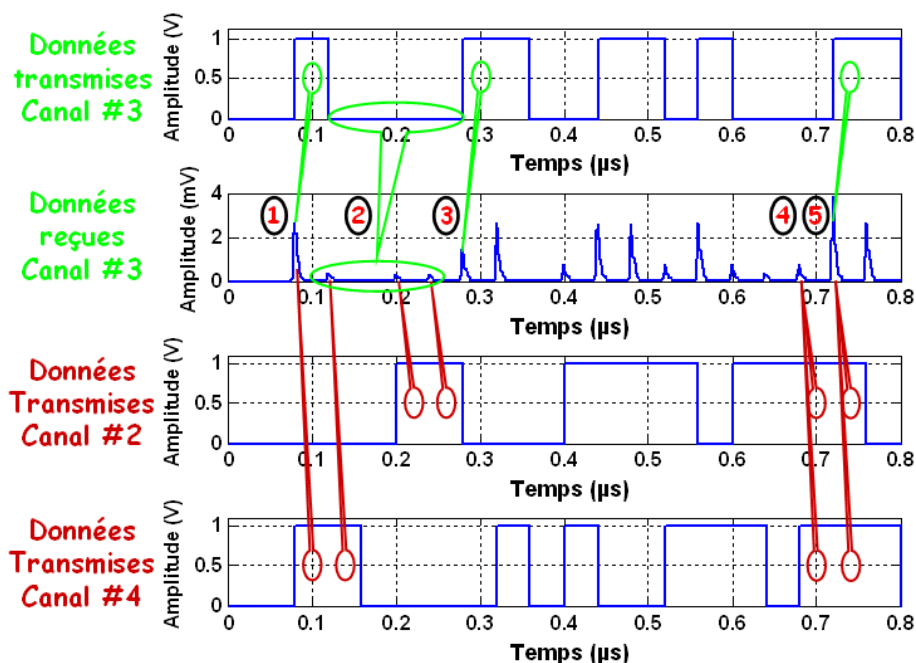 Données
transmises
Canal #3
Amplitude (V)
1
0.5
0
0 0.1 0.2 0.3 0.4 0.5 0.6 0.7 0.8
Temps (µs)
Données
reçues
Canal #3
Amplitude (mV)
4
2
0
1 2 3 4 5
0 0.1 0.2 0.3 0.4 0.5 0.6 0.7 0.8
Temps (µs)
Données
Transmises
Canal #2
Amplitude (V)
1
0.5
0
0 0.1 0.2 0.3 0.4 0.5 0.6 0.7 0.8
Temps (µs)
Données
Transmises
Canal #4
Amplitude (V)
1
0.5
0
0 0.1 0.2 0.3 0.4 0.5 0.6 0.7 0.8
Temps (µs)